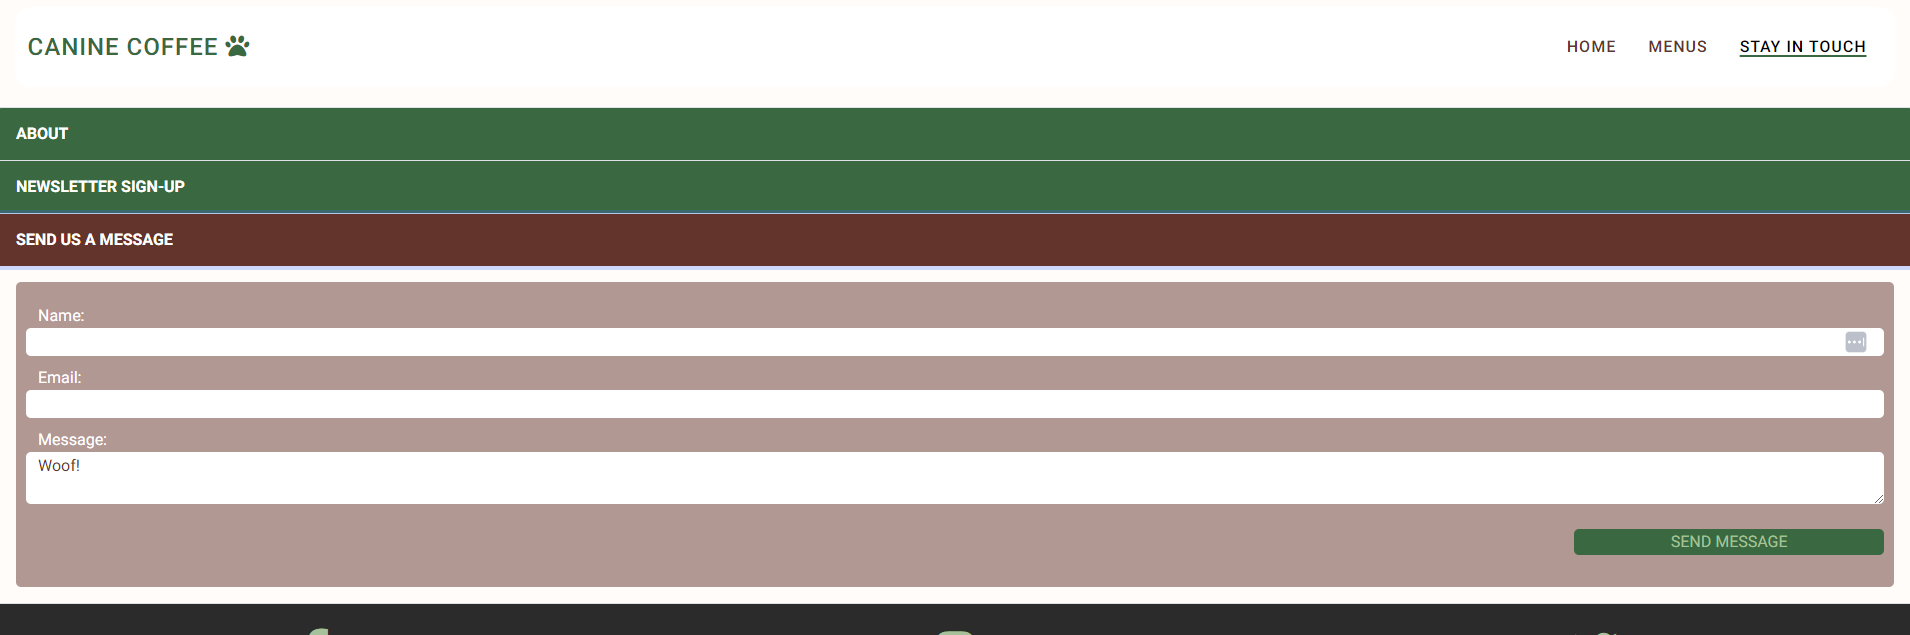 CANINE COFFEE
HOME MENUS STAY IN TOUCH
ABOUT
NEWSLETTER SIGN-UP
SEND US A MESSAGE
Name:
Email:
Message:
Woof!
SEND MESSAGE